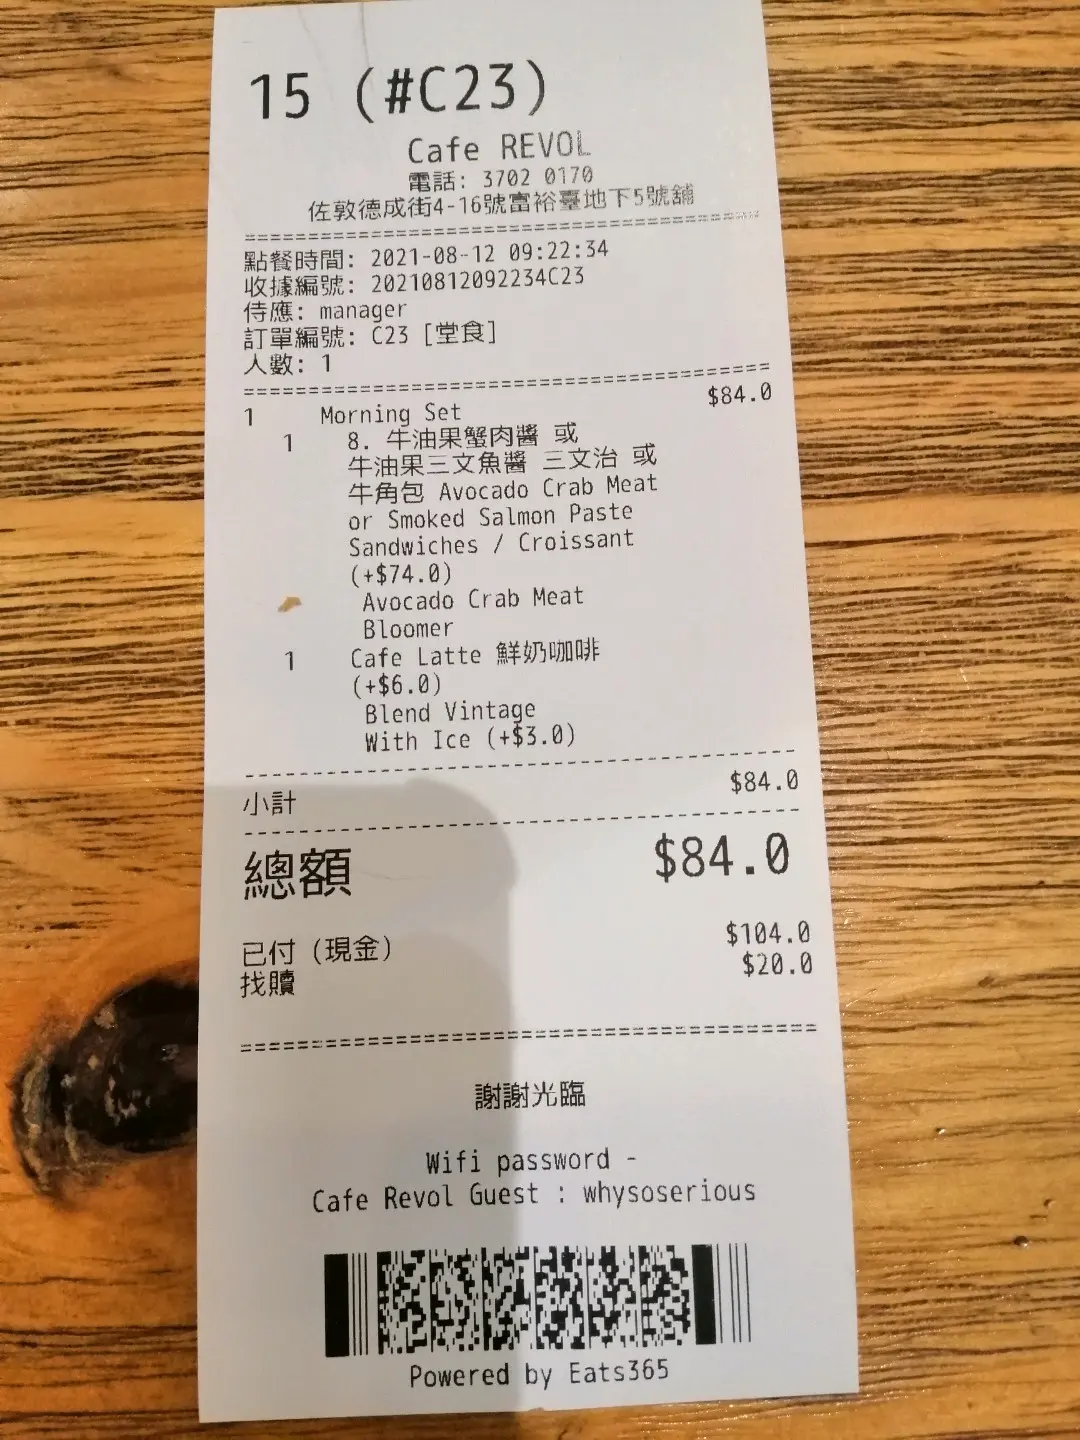 15 (#C23)
Cafe REVOL
電話: 3702 0170
佐敦德成街4-16號富裕臺地下5號舖
點餐時間: 2021-08-12 09:22:34
收據編號: 20210812092234C23
侍應: manager
訂單編號: C23 [堂食]
人數: 1
1 Morning Set $84.0
1 8. 牛油果蟹肉醬 或
牛油果三文魚醬 三文治 或
牛角包 Avocado Crab Meat
or Smoked Salmon Paste
Sandwiches / Croissant
(+$74.0)
Avocado Crab Meat
Bloomer
1 Cafe Latte 鮮奶咖啡
(+$6.0)
Blend Vintage
With Ice (+$3.0)
小計 $84.0
總額 $84.0
已付 (現金) $104.0
找贖 $20.0
謝謝光臨
Wifi password -
Cafe Revol Guest : whysoserious
Powered by Eats365